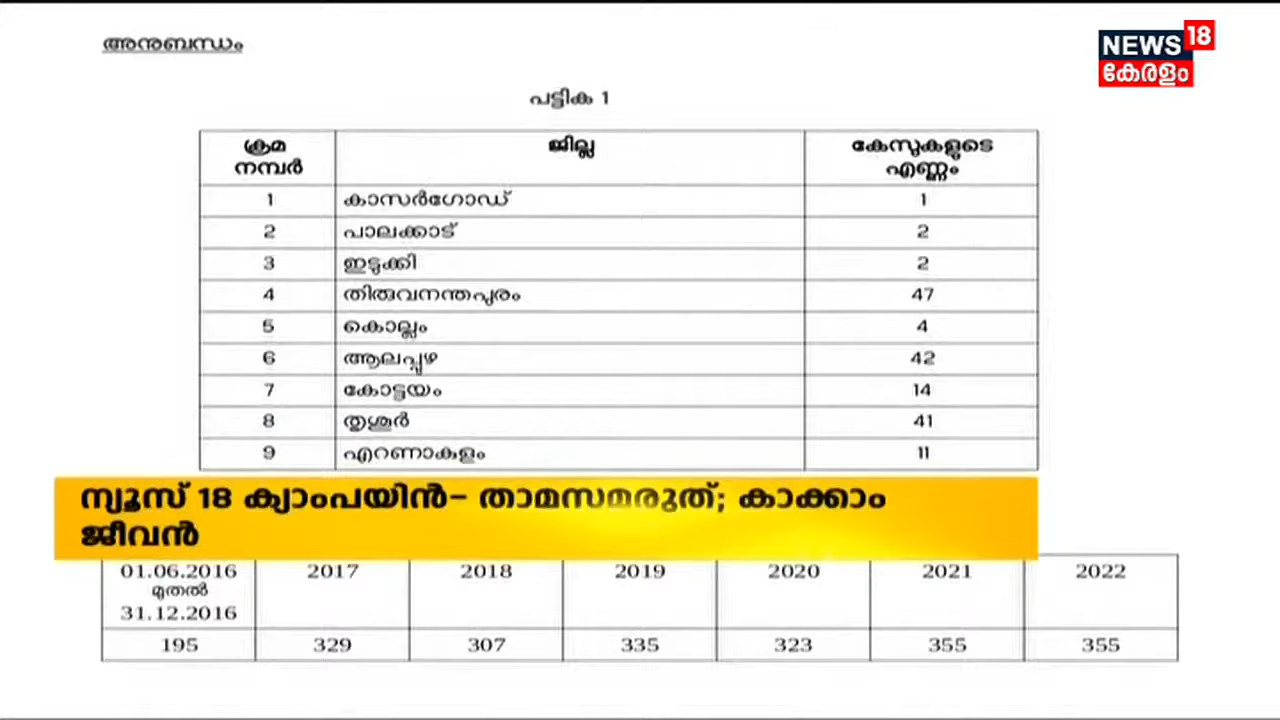 അനുബന്ധം
NEWS 18
കേരളം
പട്ടിക 1
ക്രമ നമ്പർ ജില്ല കേസുകളുടെ എണ്ണം
1 കാസർഗോഡ് 1
2 പാലക്കാട് 2
3 ഇടുക്കി 2
4 തിരുവനന്തപുരം 47
5 കൊല്ലം 4
6 ആലപ്പുഴ 42
7 കോട്ടയം 14
8 തൃശൂർ 41
9 എറണാകുളം 11
ന്യൂസ് 18 ക്യാംപയിൻ- താമസമരുത്; കാക്കാം
ജീവൻ
01.06.2016 മുതൽ 31.12.2016 2017 2018 2019 2020 2021 2022
195 329 307 335 323 355 355